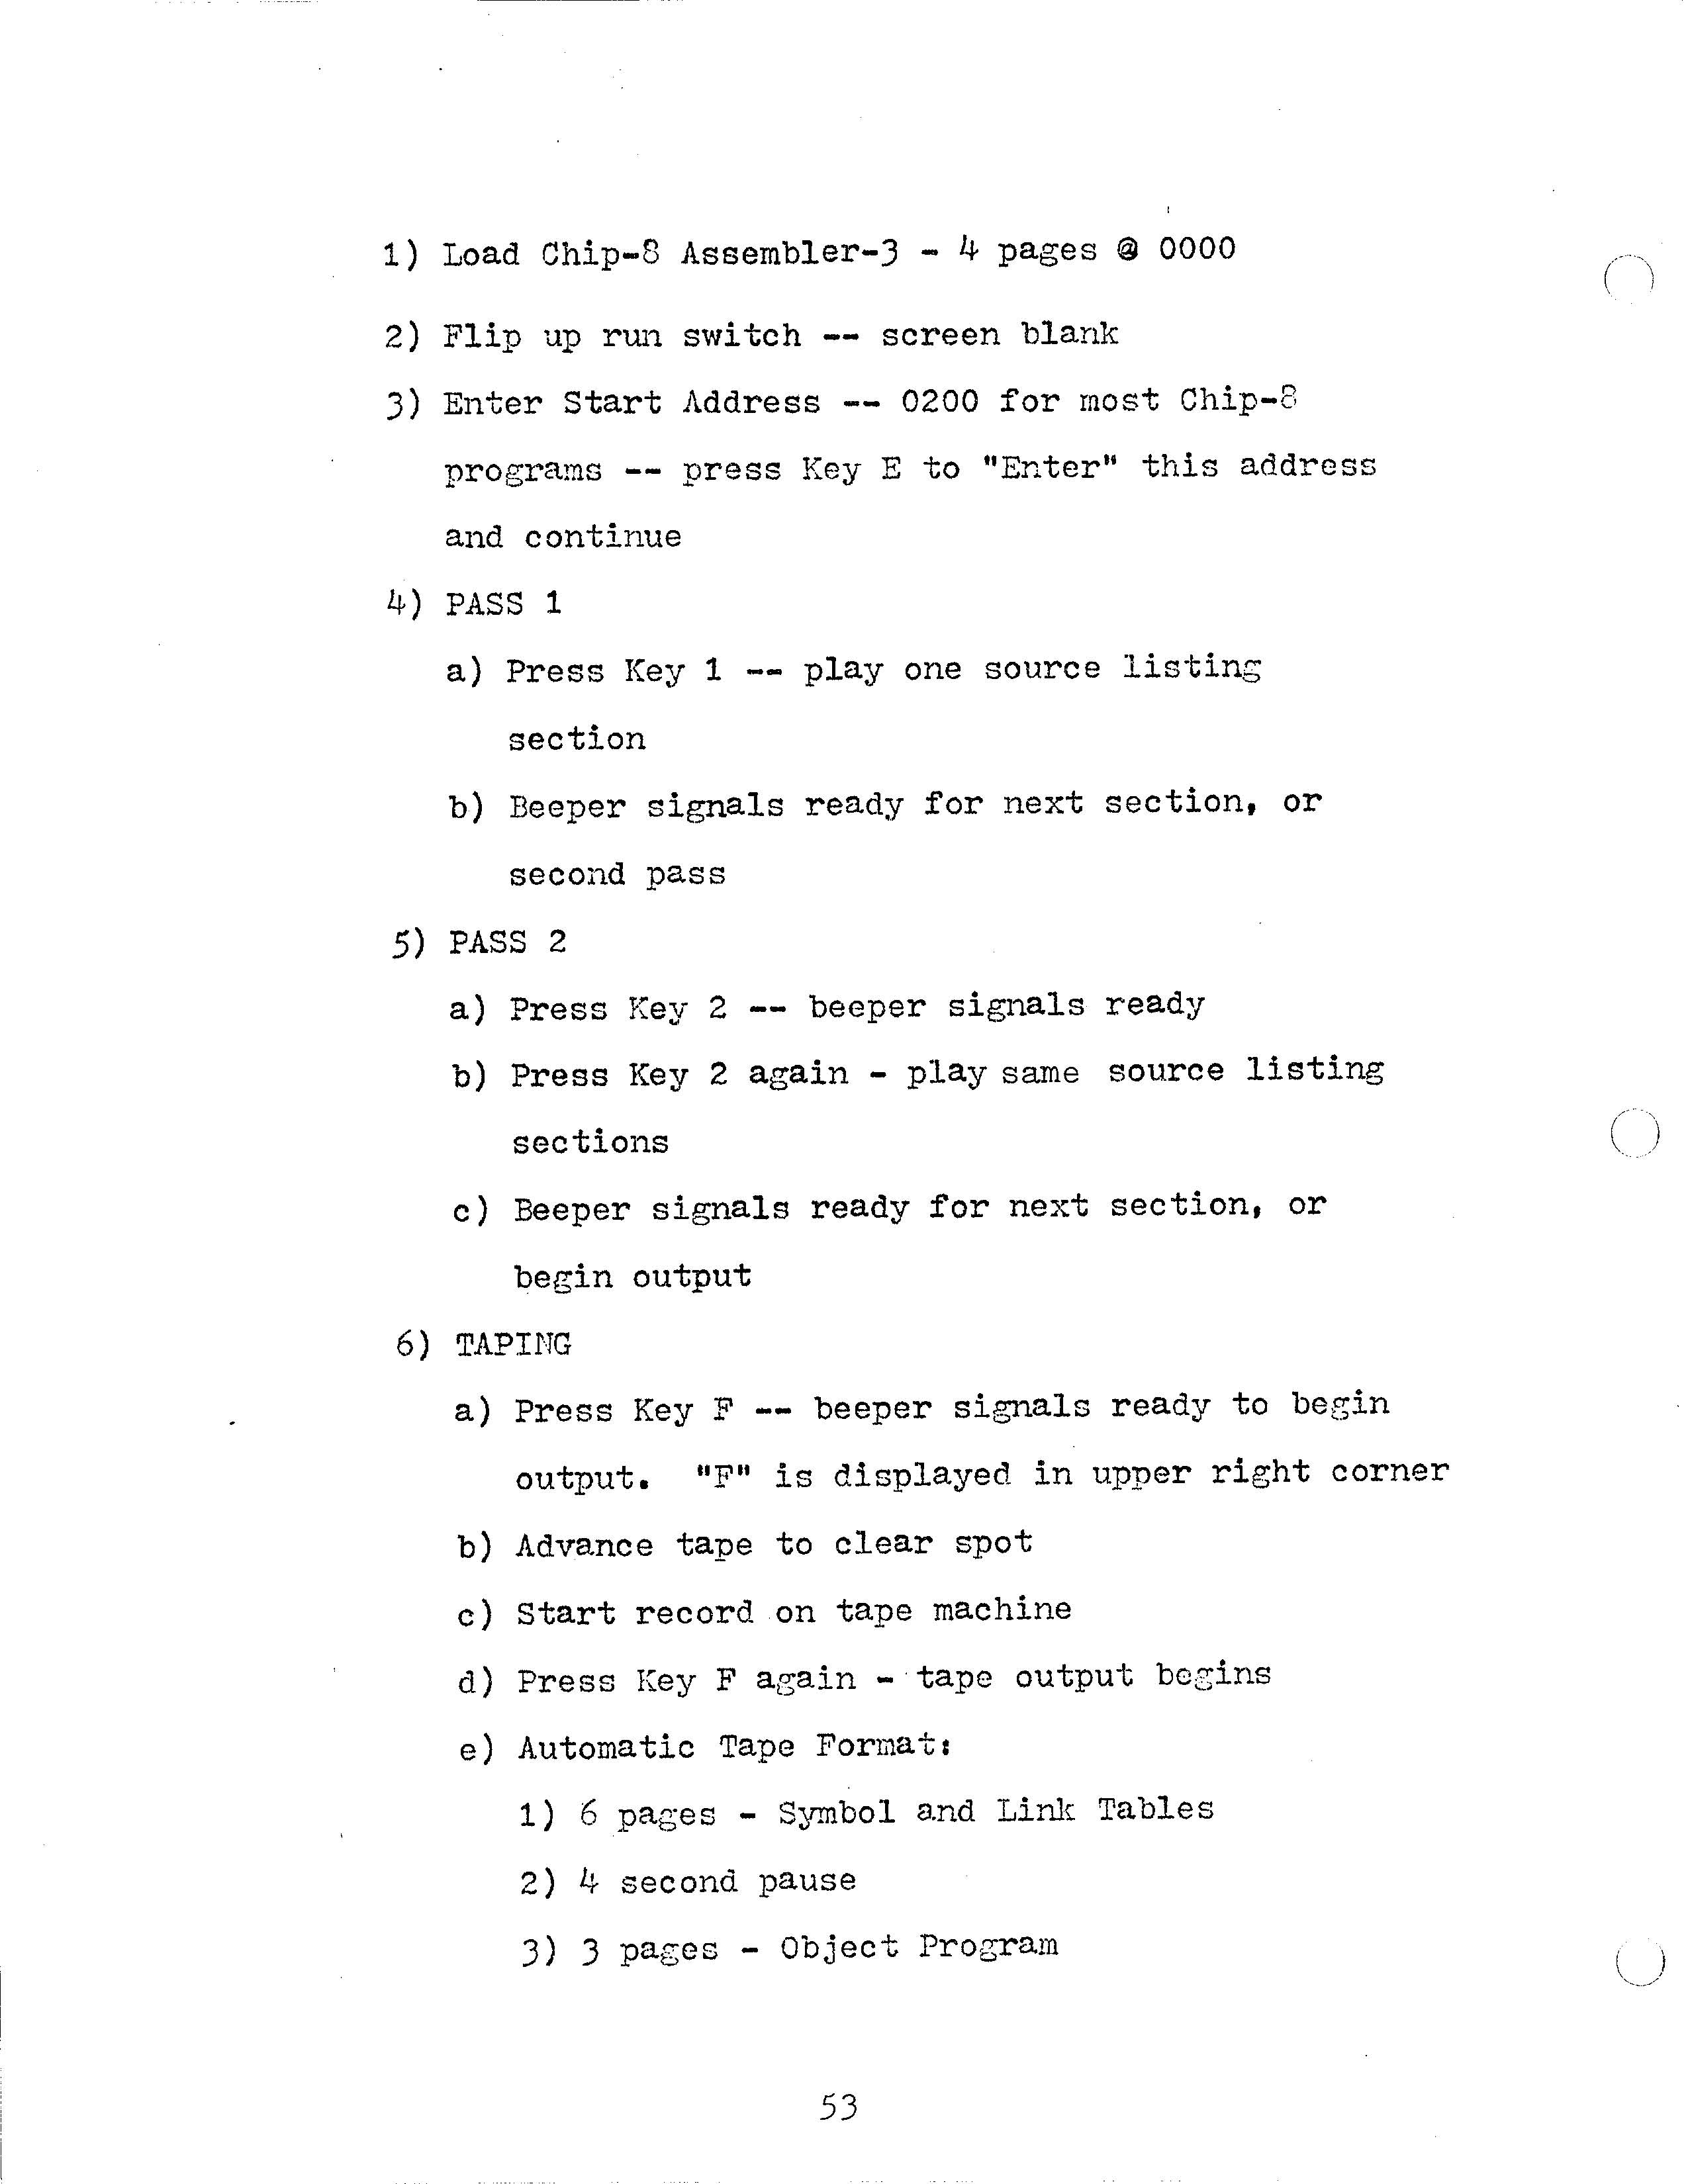 1) Load Chip-8 Assembler-3 - 4 pages @ 0000
2) Flip up run switch -- screen blank
3) Enter Start Address -- 0200 for most Chip-8
programs -- press Key E to "Enter" this address
and continue
4) PASS 1
a) Press Key 1 -- play one source listing
section
b) Beeper signals ready for next section, or
second pass
5) PASS 2
a) Press Key 2 -- beeper signals ready
b) Press Key 2 again - play same source listing
sections
c) Beeper signals ready for next section, or
begin output
6) TAPING
a) Press Key F -- beeper signals ready to begin
output. "F" is displayed in upper right corner
b) Advance tape to clear spot
c) Start record on tape machine
d) Press Key F again - tape output begins
e) Automatic Tape Format:
1) 6 pages - Symbol and Link Tables
2) 4 second pause
3) 3 pages - Object Program
53